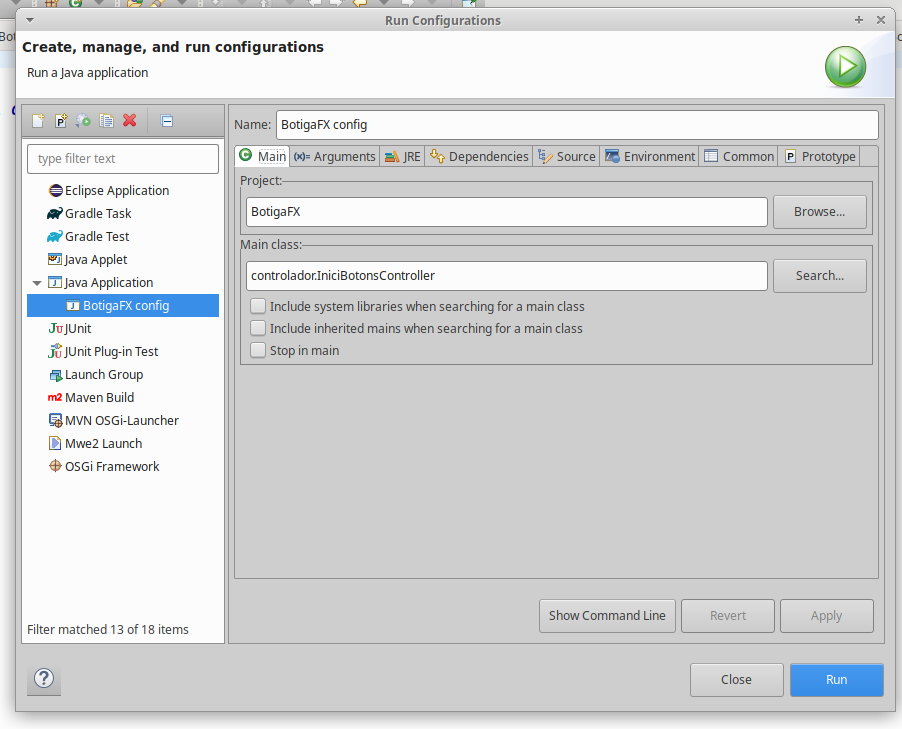 Run Configurations
Create, manage, and run configurations
Run a Java application
type filter text
Eclipse Application
Gradle Task
Gradle Test
Java Applet
Java Application
BotigaFX config
JUnit
JUnit Plug-in Test
Launch Group
Maven Build
MVN OSGi-Launcher
Mwe2 Launch
OSGi Framework
Filter matched 13 of 18 items
Name: BotigaFX config
Main (x)= Arguments JRE Dependencies Source Environment Common Prototype
Project:
BotigaFX Browse...
Main class:
controlador.IniciBotonsController Search...
Include system libraries when searching for a main class
Include inherited mains when searching for a main class
Stop in main
Show Command Line Revert Apply
Close Run